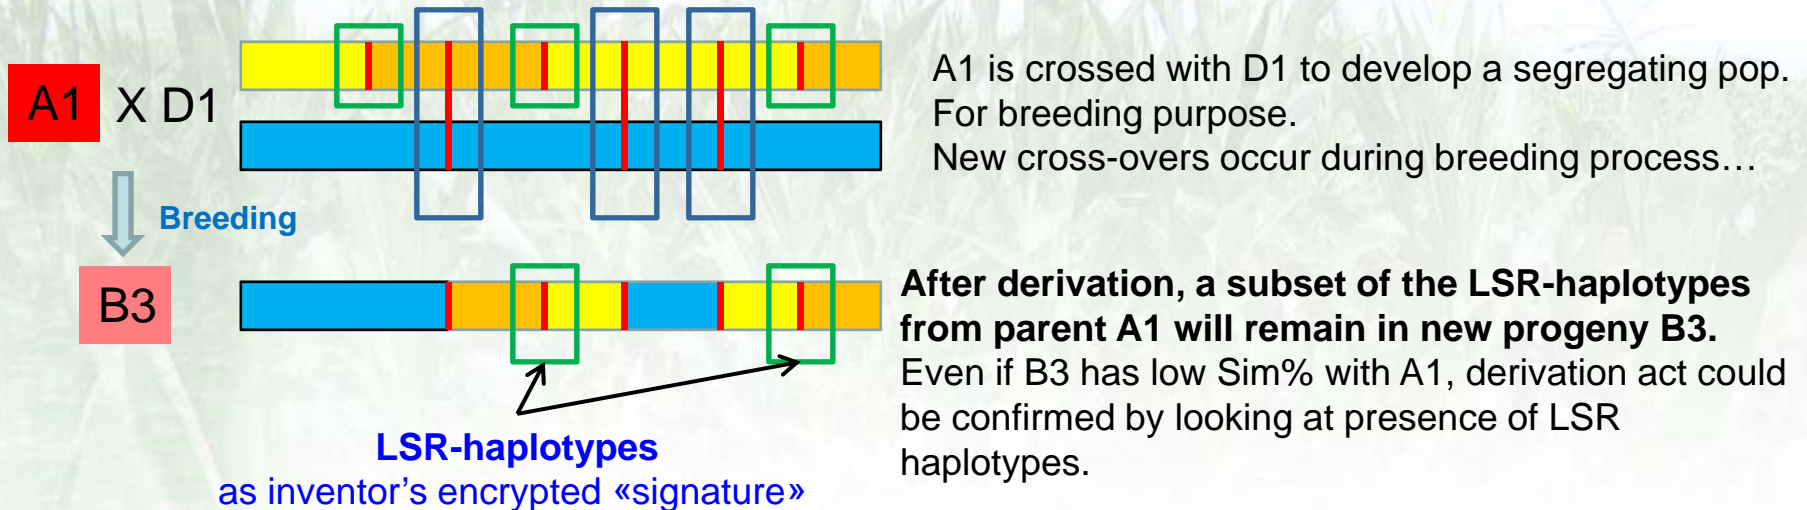 A1 X D1
A1 is crossed with D1 to develop a segregating pop.
For breeding purpose.
New cross-overs occur during breeding process…
Breeding
B3
After derivation, a subset of the LSR-haplotypes
from parent A1 will remain in new progeny B3.
Even if B3 has low Sim% with A1, derivation act could
be confirmed by looking at presence of LSR
haplotypes.
LSR-haplotypes
as inventor’s encrypted «signature»